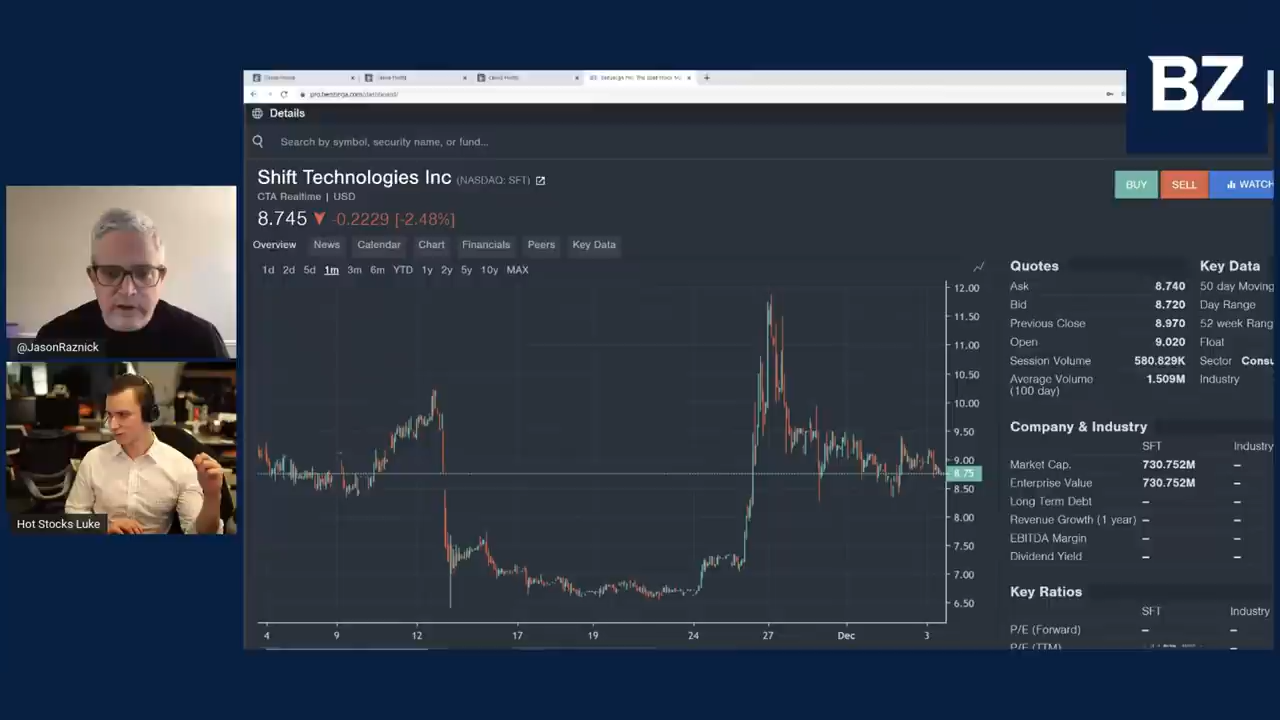 BZ
pro.benzinga.com/dashboard/
Details
Search by symbol, security name, or fund...
Shift Technologies Inc (NASDAQ: SFT)
CTA Realtime | USD
8.745 -0.2229 [-2.48%]
BUY SELL WATCH
Overview News Calendar Chart Financials Peers Key Data
1d 2d 5d 1m 3m 6m YTD 1y 2y 5y 10y MAX
12.00
11.50
11.00
10.50
10.00
9.50
9.00
8.75
8.50
8.00
7.50
7.00
6.50
4 9 12 17 19 24 27 Dec 3
Quotes Key Data
Ask 8.740 50 day Moving
Bid 8.720 Day Range
Previous Close 8.970 52 week Rang
Open 9.020 Float
Session Volume 580.829K Sector Consu
Average Volume 1.509M Industry
(100 day)
Company & Industry
SFT Industry
Market Cap. 730.752M –
Enterprise Value 730.752M –
Long Term Debt – –
Revenue Growth (1 year) – –
EBITDA Margin – –
Dividend Yield – –
Key Ratios
SFT Industry
P/E (Forward) – –
P/E (TTM)
@JasonRaznick
Hot Stocks Luke